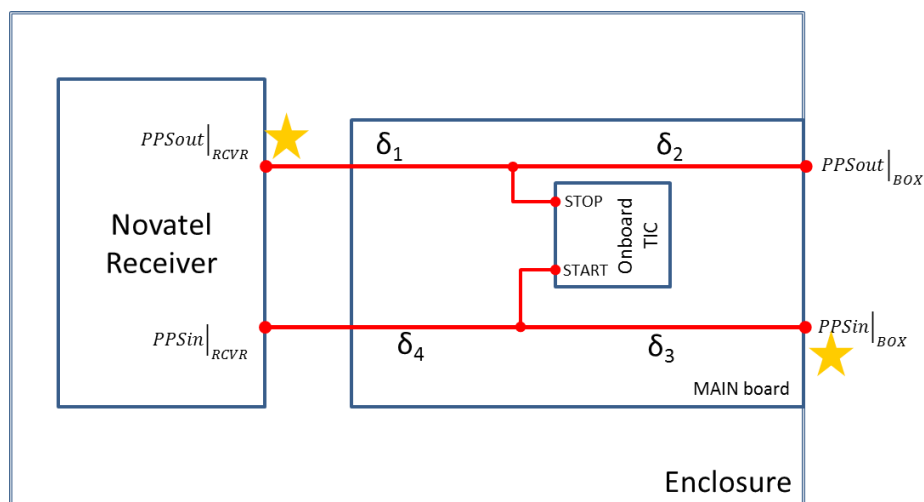 PPSout|RCVR
δ1
δ2
PPSout|BOX
STOP
Onboard
TIC
START
Novatel
Receiver
PPSin|RCVR
δ4
δ3
PPSin|BOX
MAIN board
Enclosure